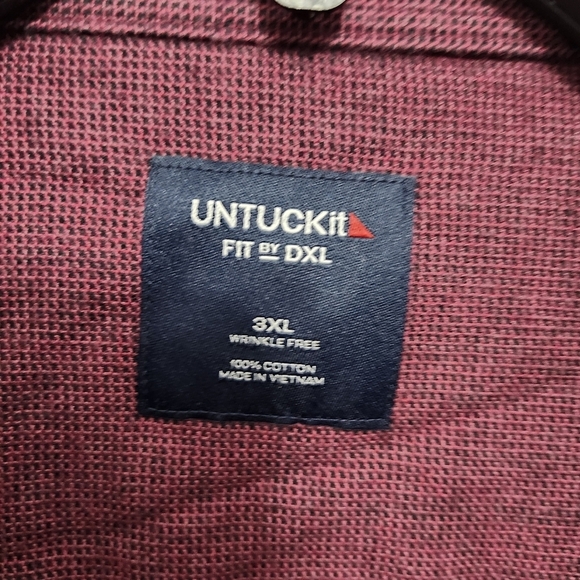 UNTUCKit
FIT BY DXL
3XL
WRINKLE FREE
100% COTTON
MADE IN VIETNAM